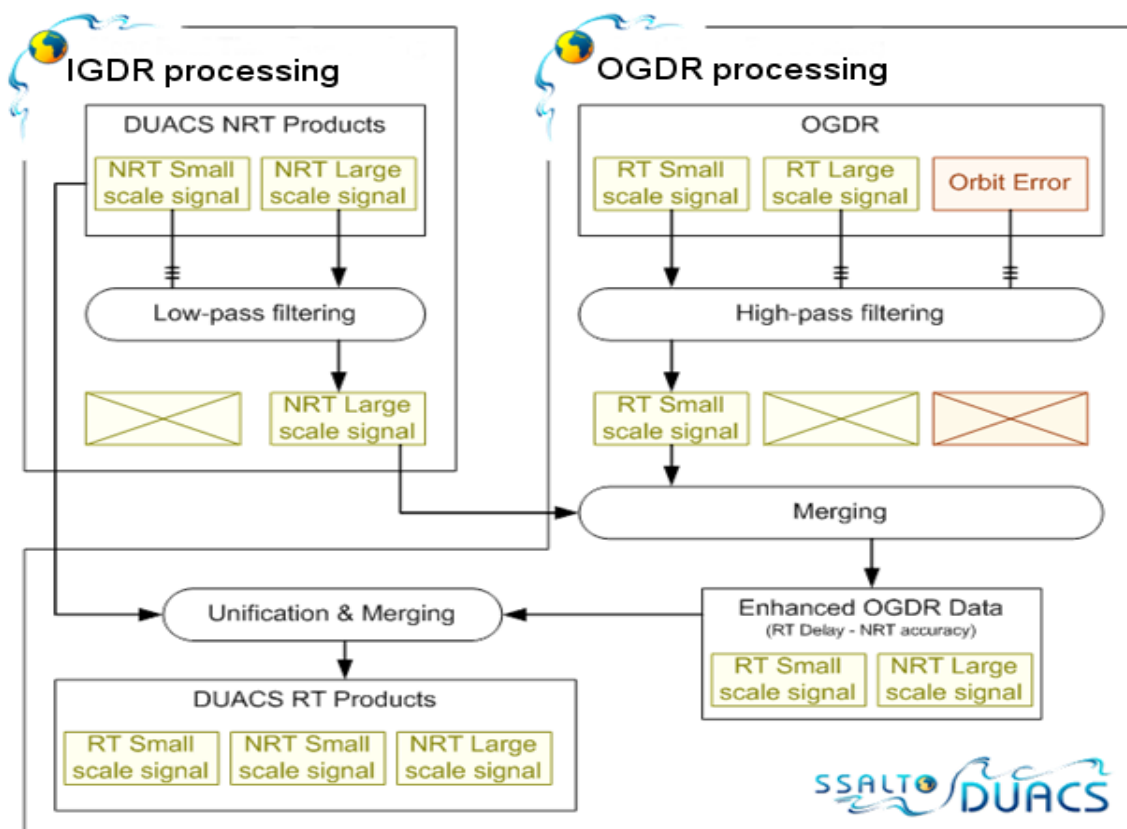 IGDR processing
DUACS NRT Products
NRT Small
scale signal
NRT Large
scale signal
Low-pass filtering
NRT Large
scale signal
OGDR processing
OGDR
RT Small
scale signal
RT Large
scale signal
Orbit Error
High-pass filtering
RT Small
scale signal
Merging
Enhanced OGDR Data
(RT Delay - NRT accuracy)
RT Small
scale signal
NRT Large
scale signal
Unification & Merging
DUACS RT Products
RT Small
scale signal
NRT Small
scale signal
NRT Large
scale signal
SSALTO
DUACS